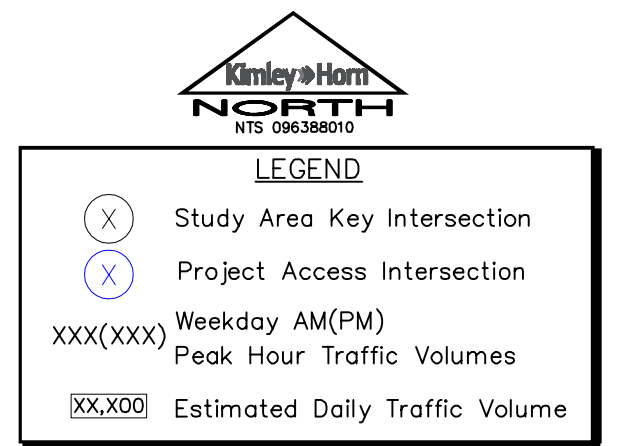 Kimley»Horn
NORTH
NTS 096388010
LEGEND
X Study Area Key Intersection
X Project Access Intersection
XXX(XXX) Weekday AM(PM)
Peak Hour Traffic Volumes
XX,X00 Estimated Daily Traffic Volume